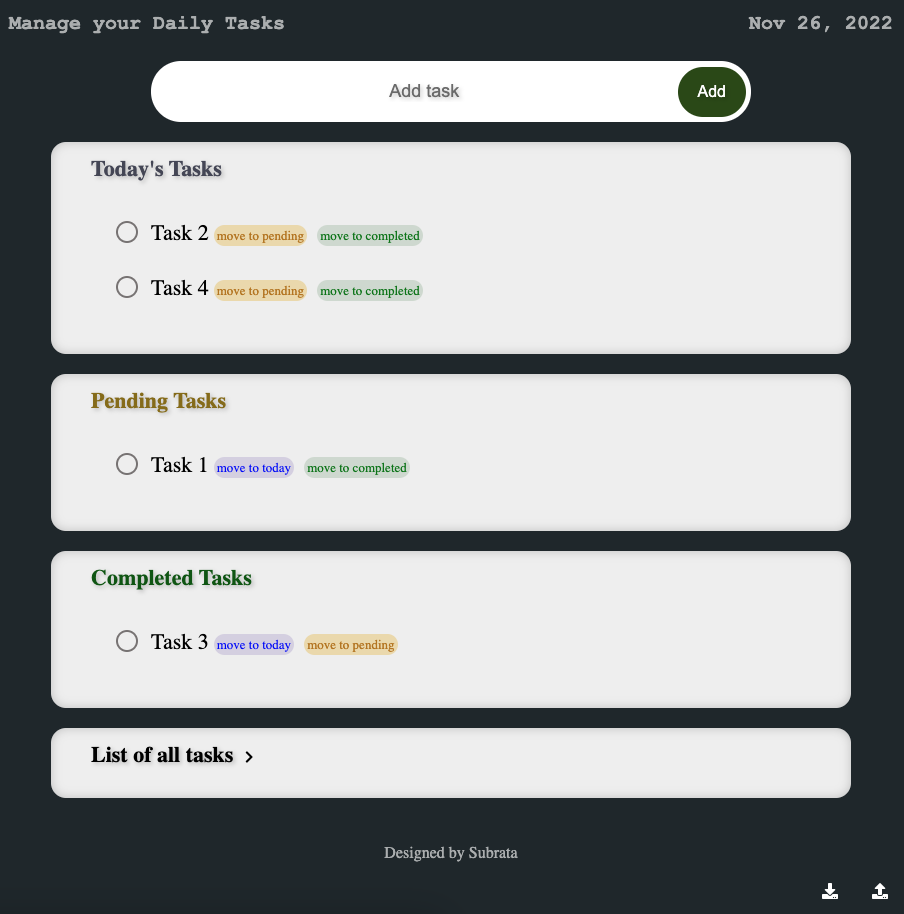 Manage your Daily Tasks Nov 26, 2022
Add task Add
Today's Tasks
Task 2 move to pending move to completed
Task 4 move to pending move to completed
Pending Tasks
Task 1 move to today move to completed
Completed Tasks
Task 3 move to today move to pending
List of all tasks
Designed by Subrata